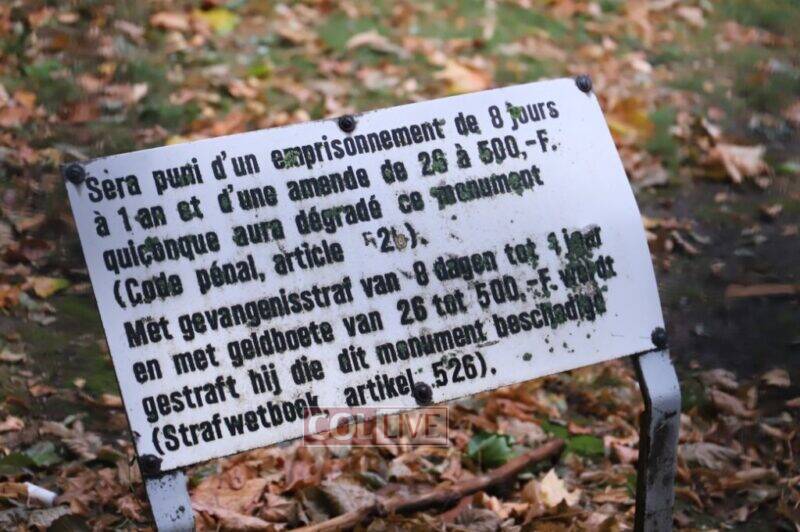 Sera puni d'un emprisonnement de 8 jours
à 1 an et d'une amende de 26 à 500,-F.
quiconque aura dégradé ce monument
(Code pénal, article 526).
Met gevangenisstraf van 8 dagen tot 1 jaar
en met geldboete van 26 tot 500,-F. wordt
gestraft hij die dit monument beschadigd
(Strafwetboek artikel 526).
COLLIVE